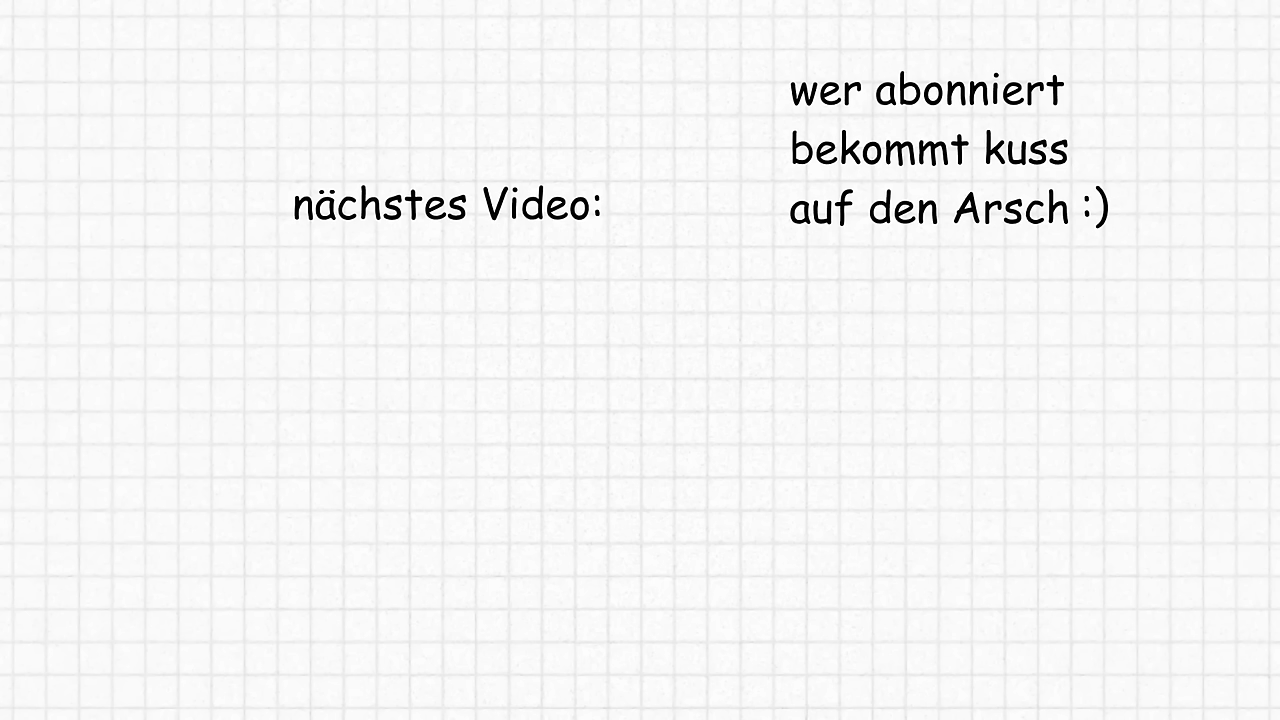 nächstes Video:
wer abonniert
bekommt kuss
auf den Arsch :)